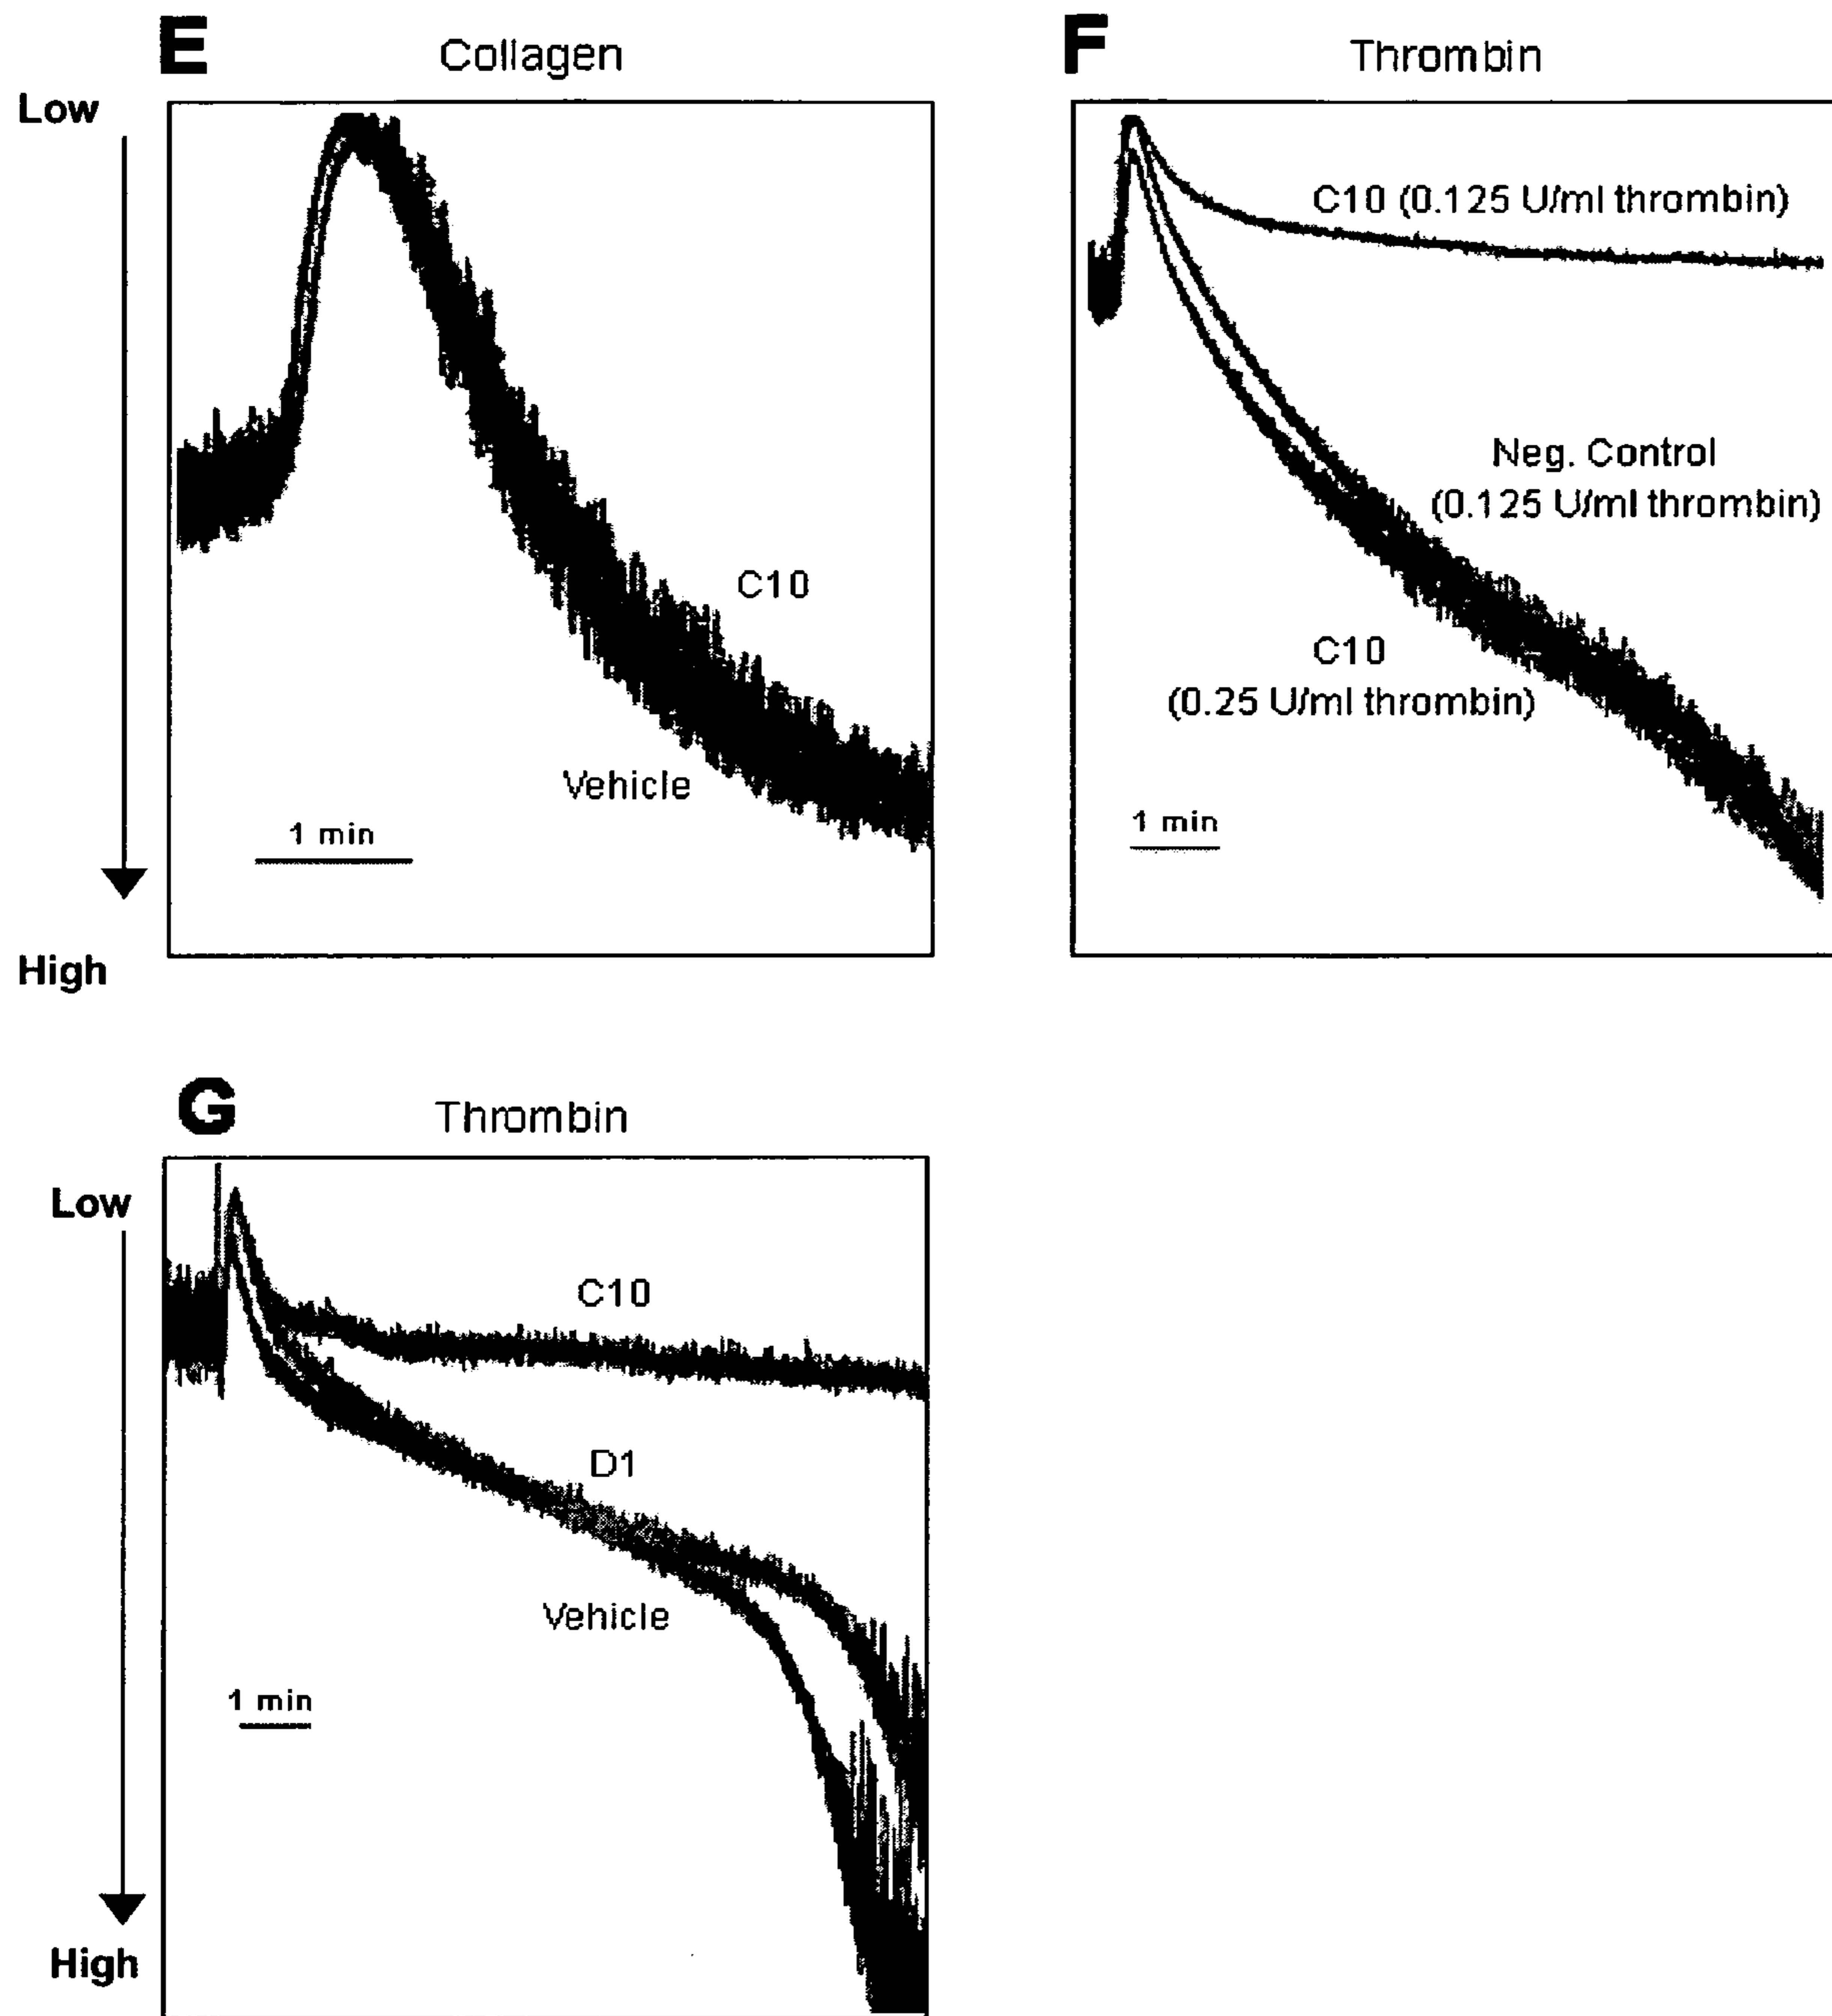 E
Collagen
Low
C10
Vehicle
1 min
High
F
Thrombin
C10 (0.125 U/ml thrombin)
Neg. Control
(0.125 U/ml thrombin)
C10
(0.25 U/ml thrombin)
1 min
G
Thrombin
Low
C10
D1
Vehicle
1 min
High